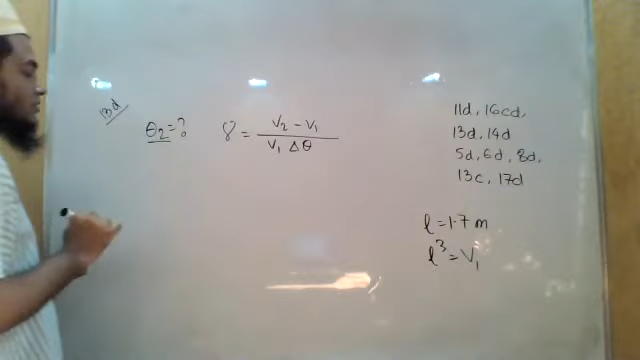 13d
θ₂=? γ = (V₂ - V₁) / (V₁ Δθ)
11d, 16cd,
13d, 14d
5d, 6d, 8d,
13c, 17d
l = 1.7 m
l³ = V₁